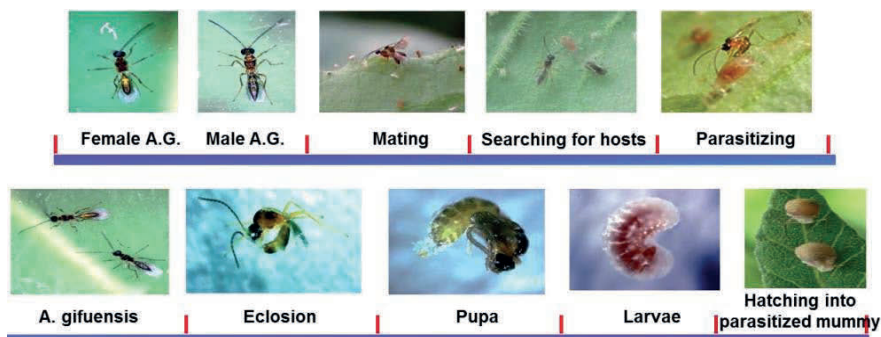 Female A.G.
Male A.G.
Mating
Searching for hosts
Parasitizing
A. gifuensis
Eclosion
Pupa
Larvae
Hatching into
parasitized mummy